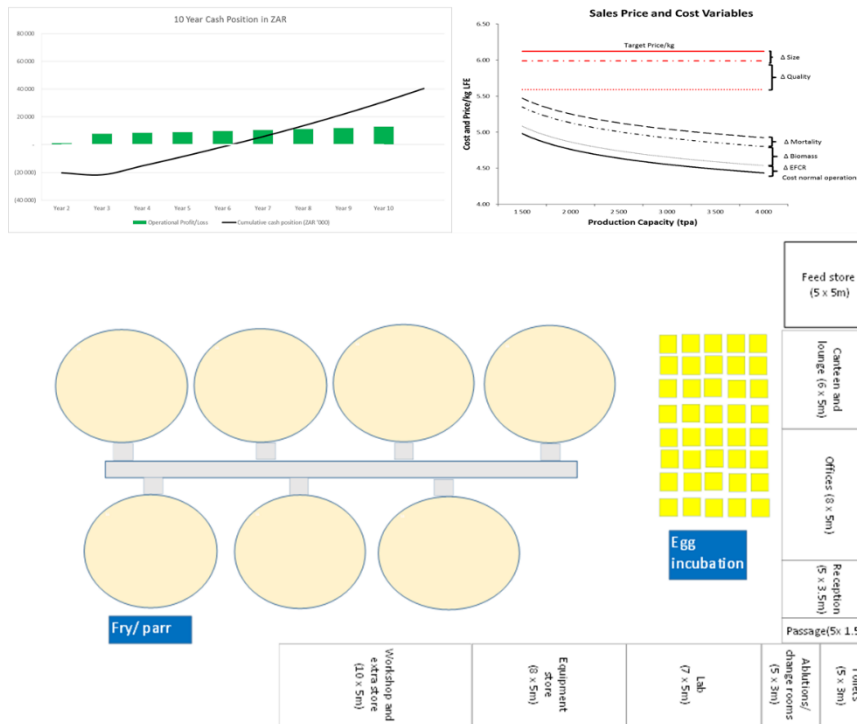 10 Year Cash Position in ZAR
80 000
60 000
40 000
20 000
-
(20 000)
(40 000)
Year 2 Year 3 Year 4 Year 5 Year 6 Year 7 Year 8 Year 9 Year 10
Operational Profit/Loss Cumulative cash position (ZAR '000)
Sales Price and Cost Variables
Cost and Price/kg LFE
6.50
6.00
5.50
5.00
4.50
4.00
Target Price/kg
Δ Size
Δ Quality
Δ Mortality
Δ Biomass
Δ EFCR
Cost normal operation
1 500 2 000 2 500 3 000 3 500 4 000
Production Capacity (tpa)
Feed store
(5 x 5m)
Canteen and
lounge (6 x 5m)
Offices (8 x 5m)
Reception
(5 x 3.5m)
Passage(5x 1.5
Egg
incubation
Fry/ parr
Workshop and
extra store
(10 x 5m)
Equipment
store
(8 x 5m)
Lab
(7 x 5m)
Ablutions/
change rooms
(5 x 3m)
(5 x 3m)